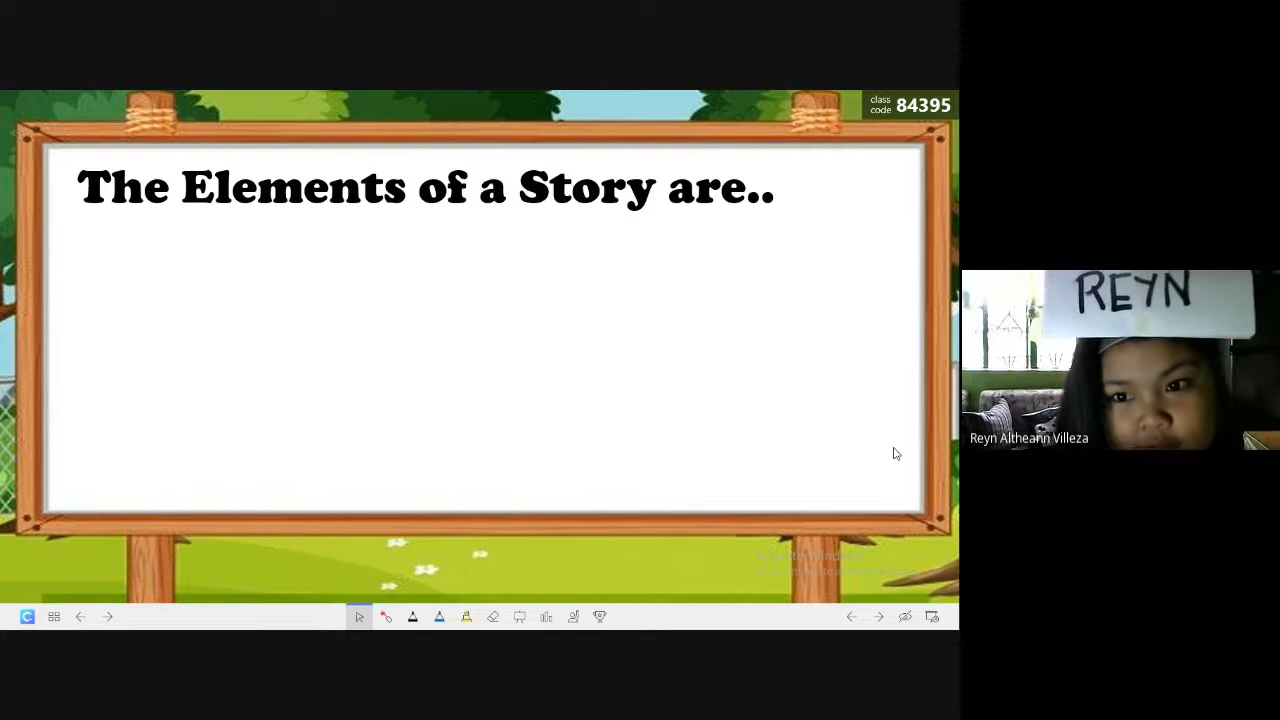 class
code 84395
The Elements of a Story are..
REYN
Reyn Altheann Villeza